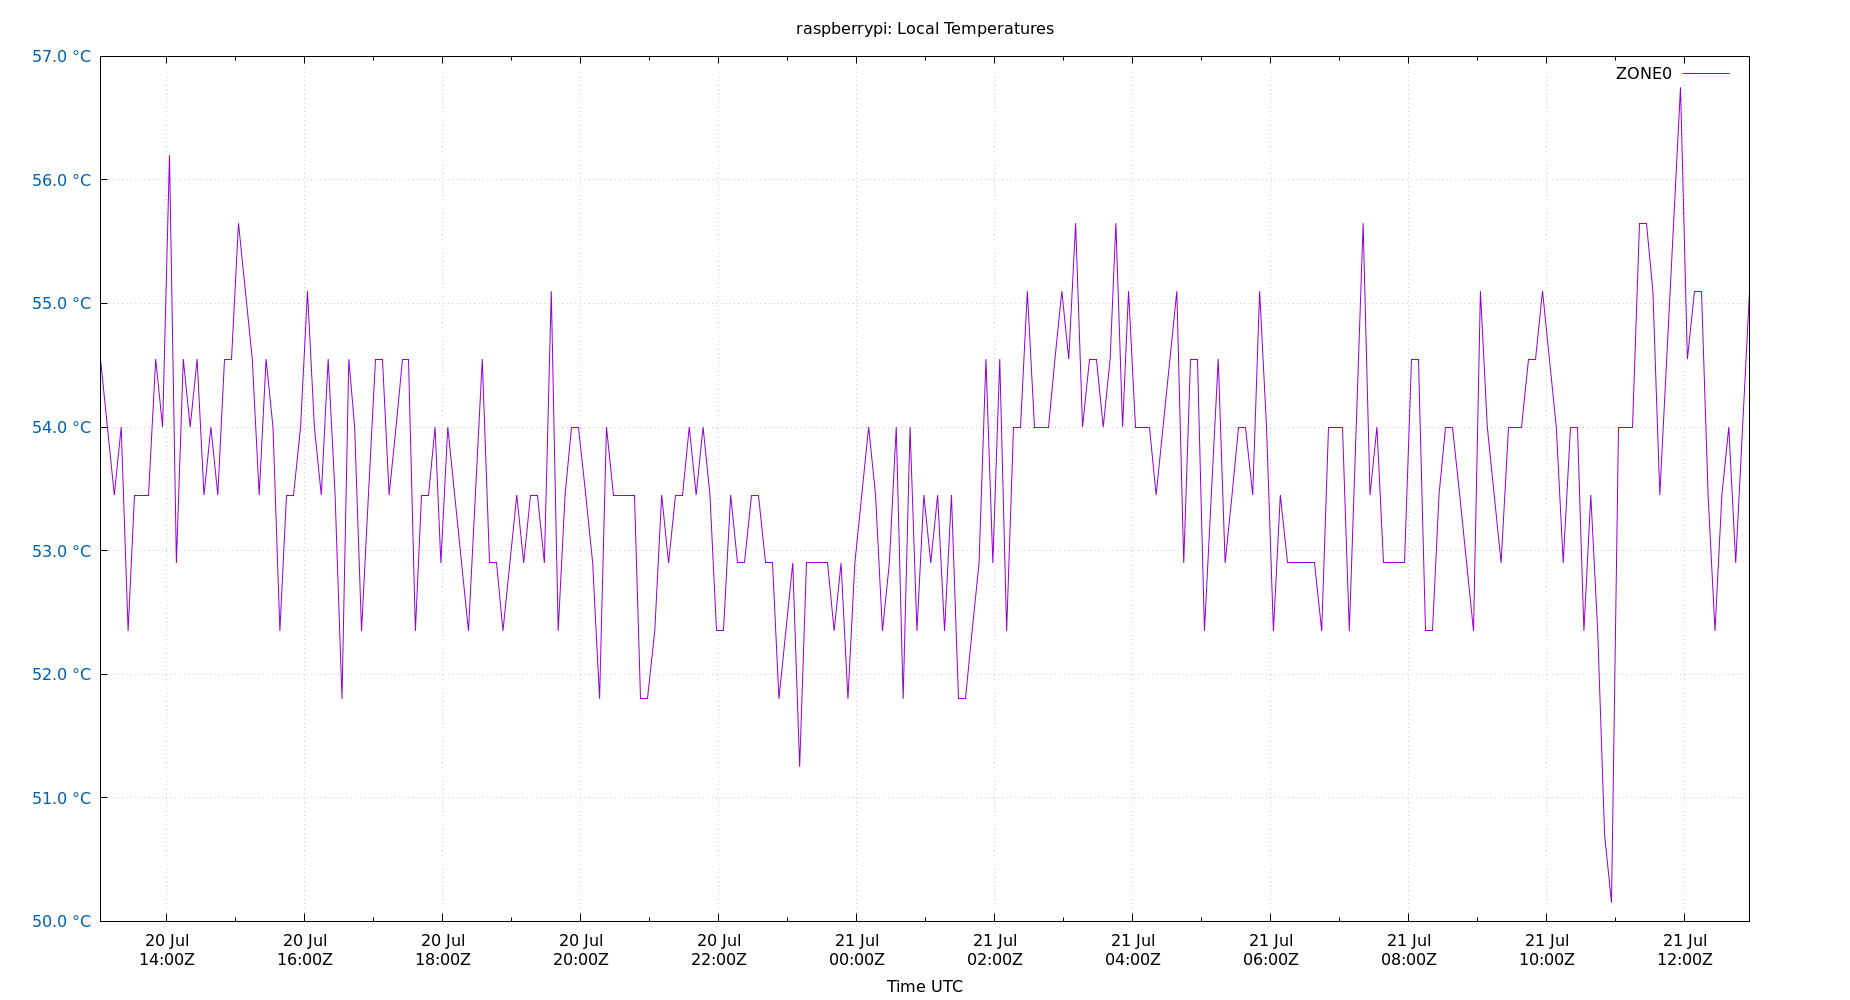 raspberrypi: Local Temperatures
57.0 °C
56.0 °C
55.0 °C
54.0 °C
53.0 °C
52.0 °C
51.0 °C
50.0 °C
ZONE0
20 Jul 20 Jul 20 Jul 20 Jul 20 Jul 21 Jul 21 Jul 21 Jul 21 Jul 21 Jul 21 Jul 21 Jul
14:00Z 16:00Z 18:00Z 20:00Z 22:00Z 00:00Z 02:00Z 04:00Z 06:00Z 08:00Z 10:00Z 12:00Z
Time UTC